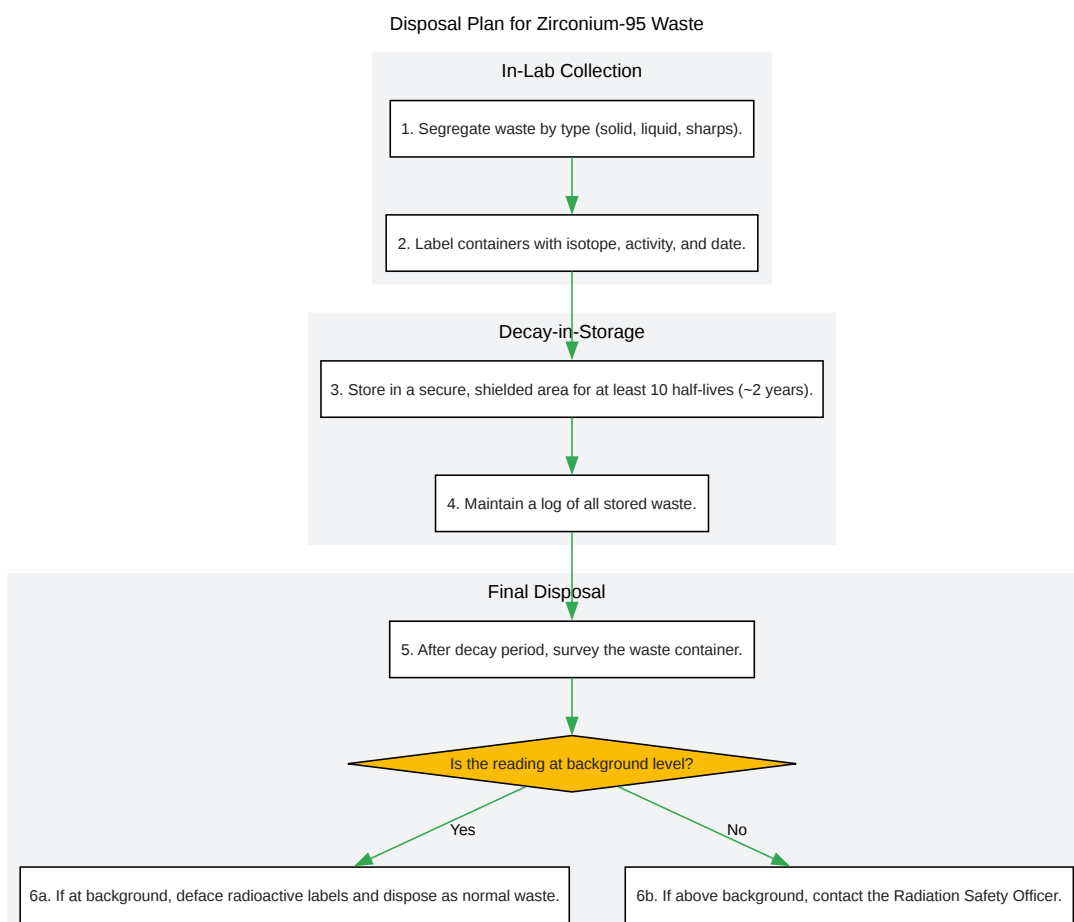 Disposal Plan for Zirconium-95 Waste
In-Lab Collection
1. Segregate waste by type (solid, liquid, sharps).
2. Label containers with isotope, activity, and date.
Decay-in-Storage
3. Store in a secure, shielded area for at least 10 half-lives (~2 years).
4. Maintain a log of all stored waste.
Final Disposal
5. After decay period, survey the waste container.
Is the reading at background level?
Yes
No
6a. If at background, deface radioactive labels and dispose as normal waste.
6b. If above background, contact the Radiation Safety Officer.